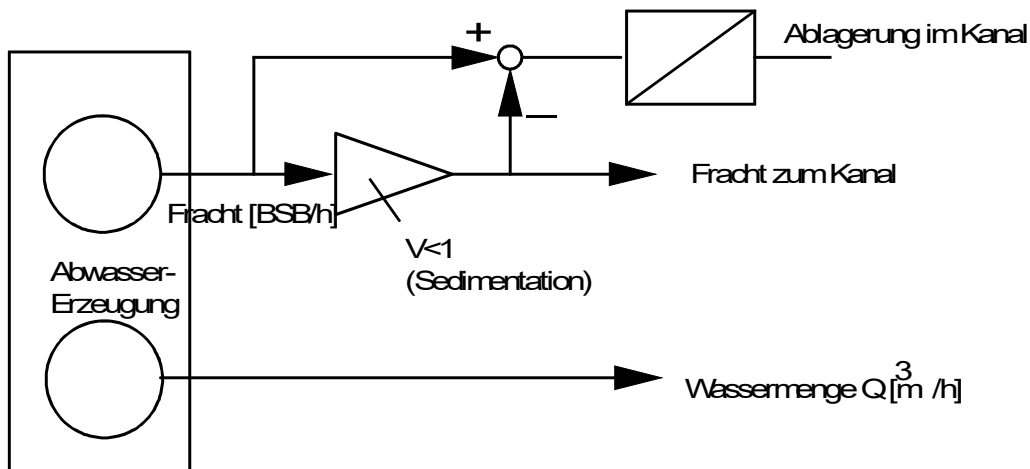 +
Ablagerung im Kanal
—
Fracht zum Kanal
Fracht [BSB/h]
V<1
(Sedimentation)
Abwasser-
Erzeugung
Wassermenge Q [m³/h]